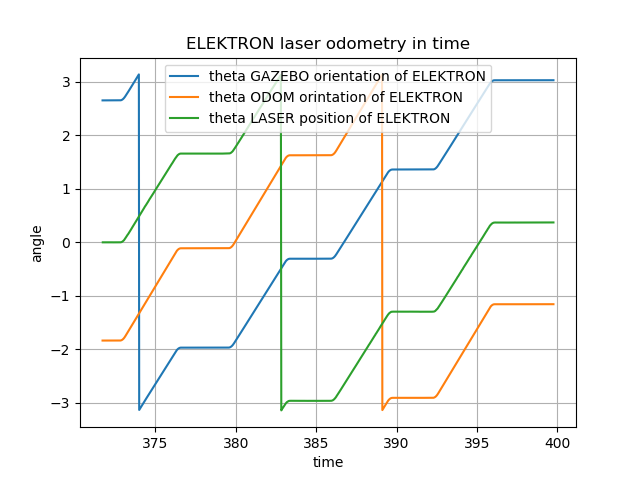 ELEKTRON laser odometry in time
theta GAZEBO orientation of ELEKTRON
theta ODOM orintation of ELEKTRON
theta LASER position of ELEKTRON
angle
3
2
1
0
−1
−2
−3
375
380
385
390
395
400
time